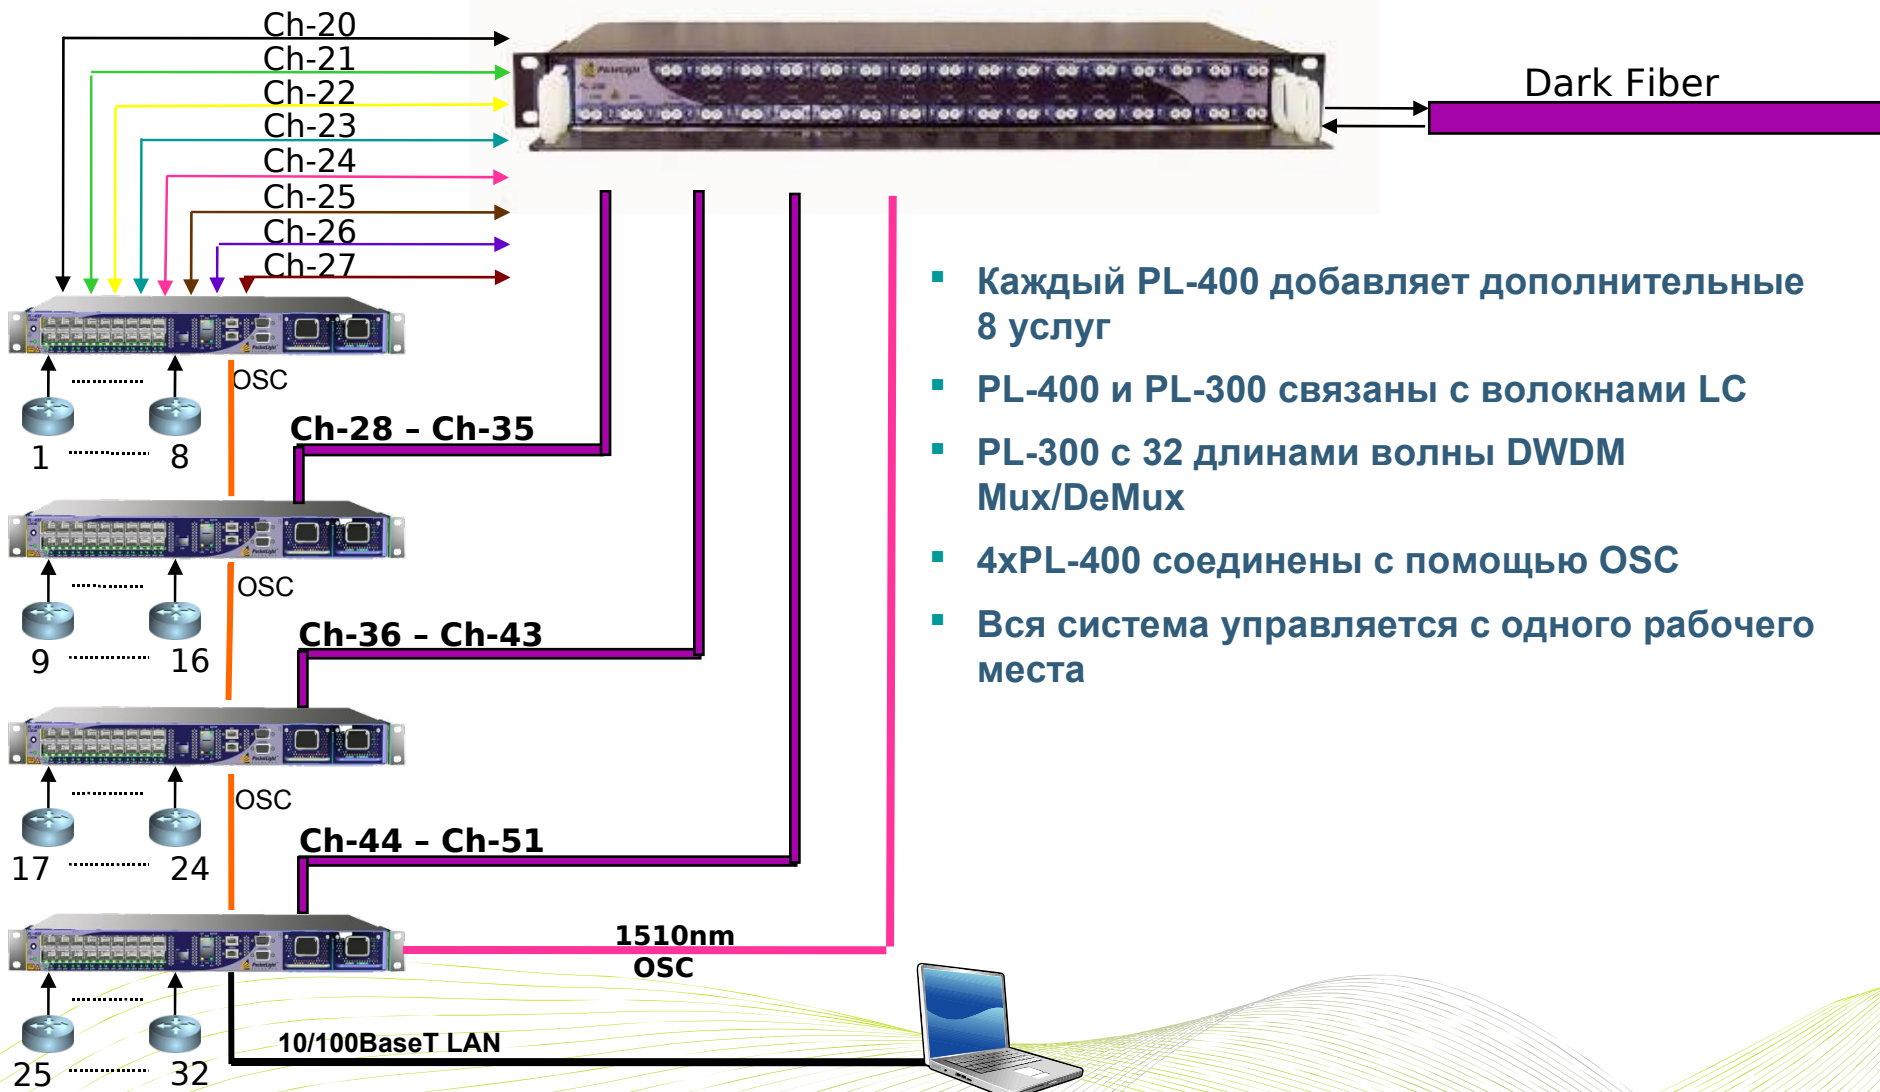 Ch-20
Ch-21
Ch-22
Ch-23
Ch-24
Ch-25
Ch-26
Ch-27
PacketLight
Dark Fiber
OSC
1 8
Ch-28 – Ch-35
PacketLight
OSC
9 16
Ch-36 – Ch-43
PacketLight
OSC
17 24
Ch-44 – Ch-51
PacketLight
1510nm
OSC
10/100BaseT LAN
25 32
Каждый PL-400 добавляет дополнительные
8 услуг
PL-400 и PL-300 связаны с волокнами LC
PL-300 с 32 длинами волны DWDM
Mux/DeMux
4xPL-400 соединены с помощью OSC
Вся система управляется с одного рабочего
места